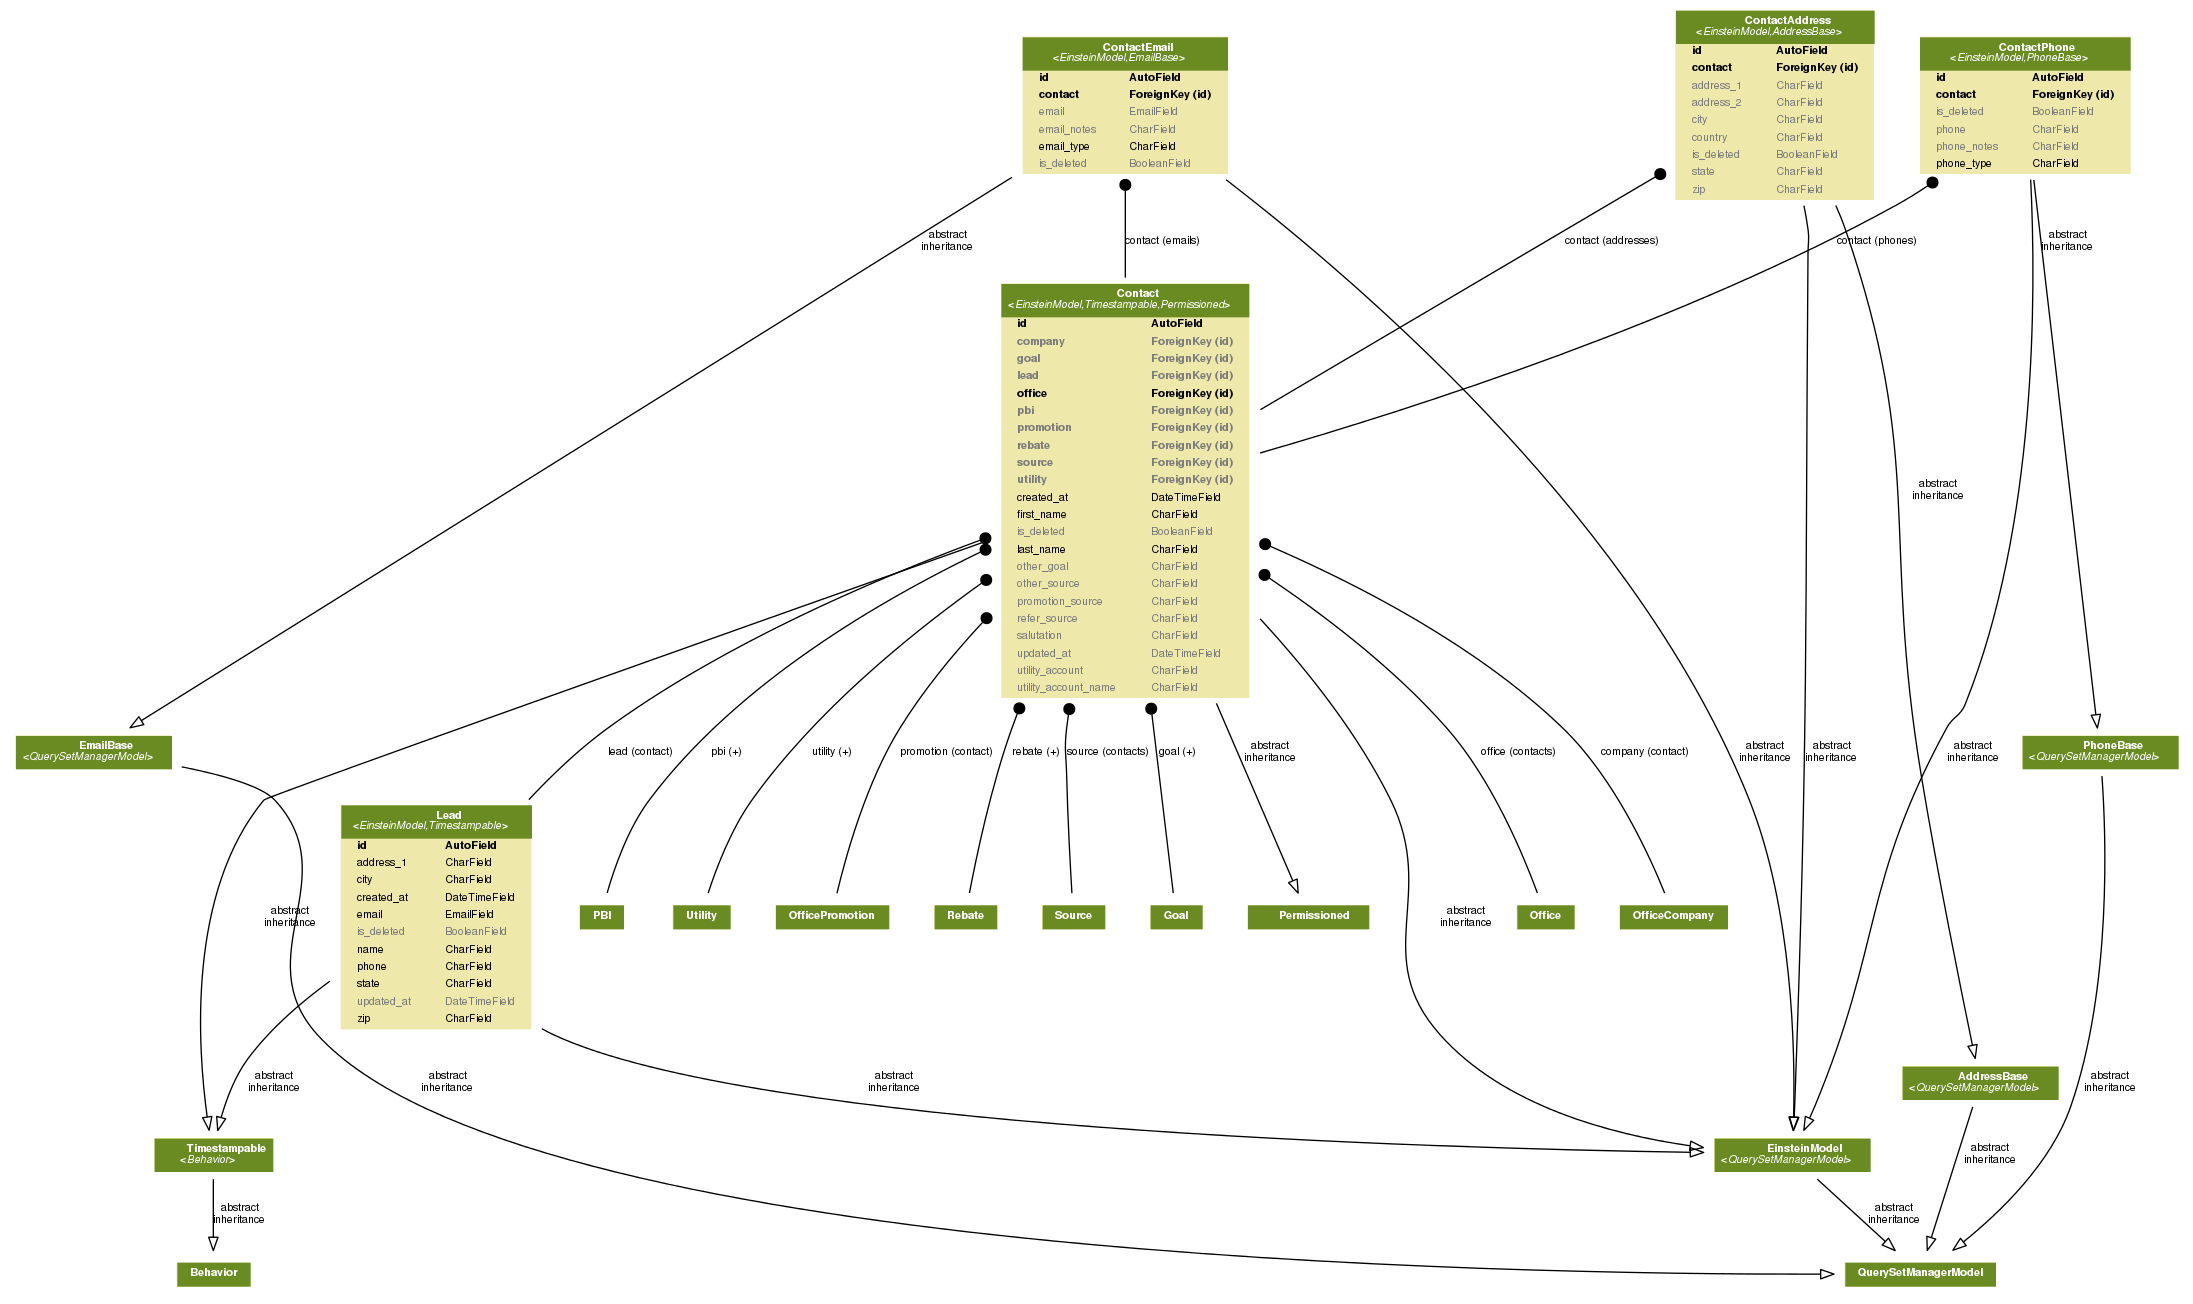 ContactAddress
<EinsteinModel,AddressBase>
id AutoField
contact ForeignKey (id)
address_1 CharField
address_2 CharField
city CharField
country CharField
is_deleted BooleanField
state CharField
zip CharField
ContactEmail
<EinsteinModel,EmailBase>
id AutoField
contact ForeignKey (id)
email EmailField
email_notes CharField
email_type CharField
is_deleted BooleanField
ContactPhone
<EinsteinModel,PhoneBase>
id AutoField
contact ForeignKey (id)
is_deleted BooleanField
phone CharField
phone_notes CharField
phone_type CharField
abstract
inheritance
contact (emails)
contact (addresses)
contact (phones)
abstract
inheritance
Contact
<EinsteinModel,Timestampable,Permissioned>
id AutoField
company ForeignKey (id)
goal ForeignKey (id)
lead ForeignKey (id)
office ForeignKey (id)
pbi ForeignKey (id)
promotion ForeignKey (id)
rebate ForeignKey (id)
source ForeignKey (id)
utility ForeignKey (id)
created_at DateTimeField
first_name CharField
is_deleted BooleanField
last_name CharField
other_goal CharField
other_source CharField
promotion_source CharField
refer_source CharField
salutation CharField
updated_at DateTimeField
utility_account CharField
utility_account_name CharField
abstract
inheritance
EmailBase
<QuerySetManagerModel>
lead (contact)
pbi (+)
utility (+)
promotion (contact)
rebate (+)
source (contacts)
goal (+)
abstract
inheritance
office (contacts)
company (contact)
abstract
inheritance
abstract
inheritance
abstract
inheritance
PhoneBase
<QuerySetManagerModel>
Lead
<EinsteinModel,Timestampable>
id AutoField
address_1 CharField
city CharField
created_at DateTimeField
email EmailField
is_deleted BooleanField
name CharField
phone CharField
state CharField
updated_at DateTimeField
zip CharField
abstract
inheritance
PBI
Utility
OfficePromotion
Rebate
Source
Goal
Permissioned
abstract
inheritance
Office
OfficeCompany
abstract
inheritance
abstract
inheritance
abstract
inheritance
AddressBase
<QuerySetManagerModel>
abstract
inheritance
Timestampable
<Behavior>
EinsteinModel
<QuerySetManagerModel>
abstract
inheritance
abstract
inheritance
abstract
inheritance
Behavior
QuerySetManagerModel